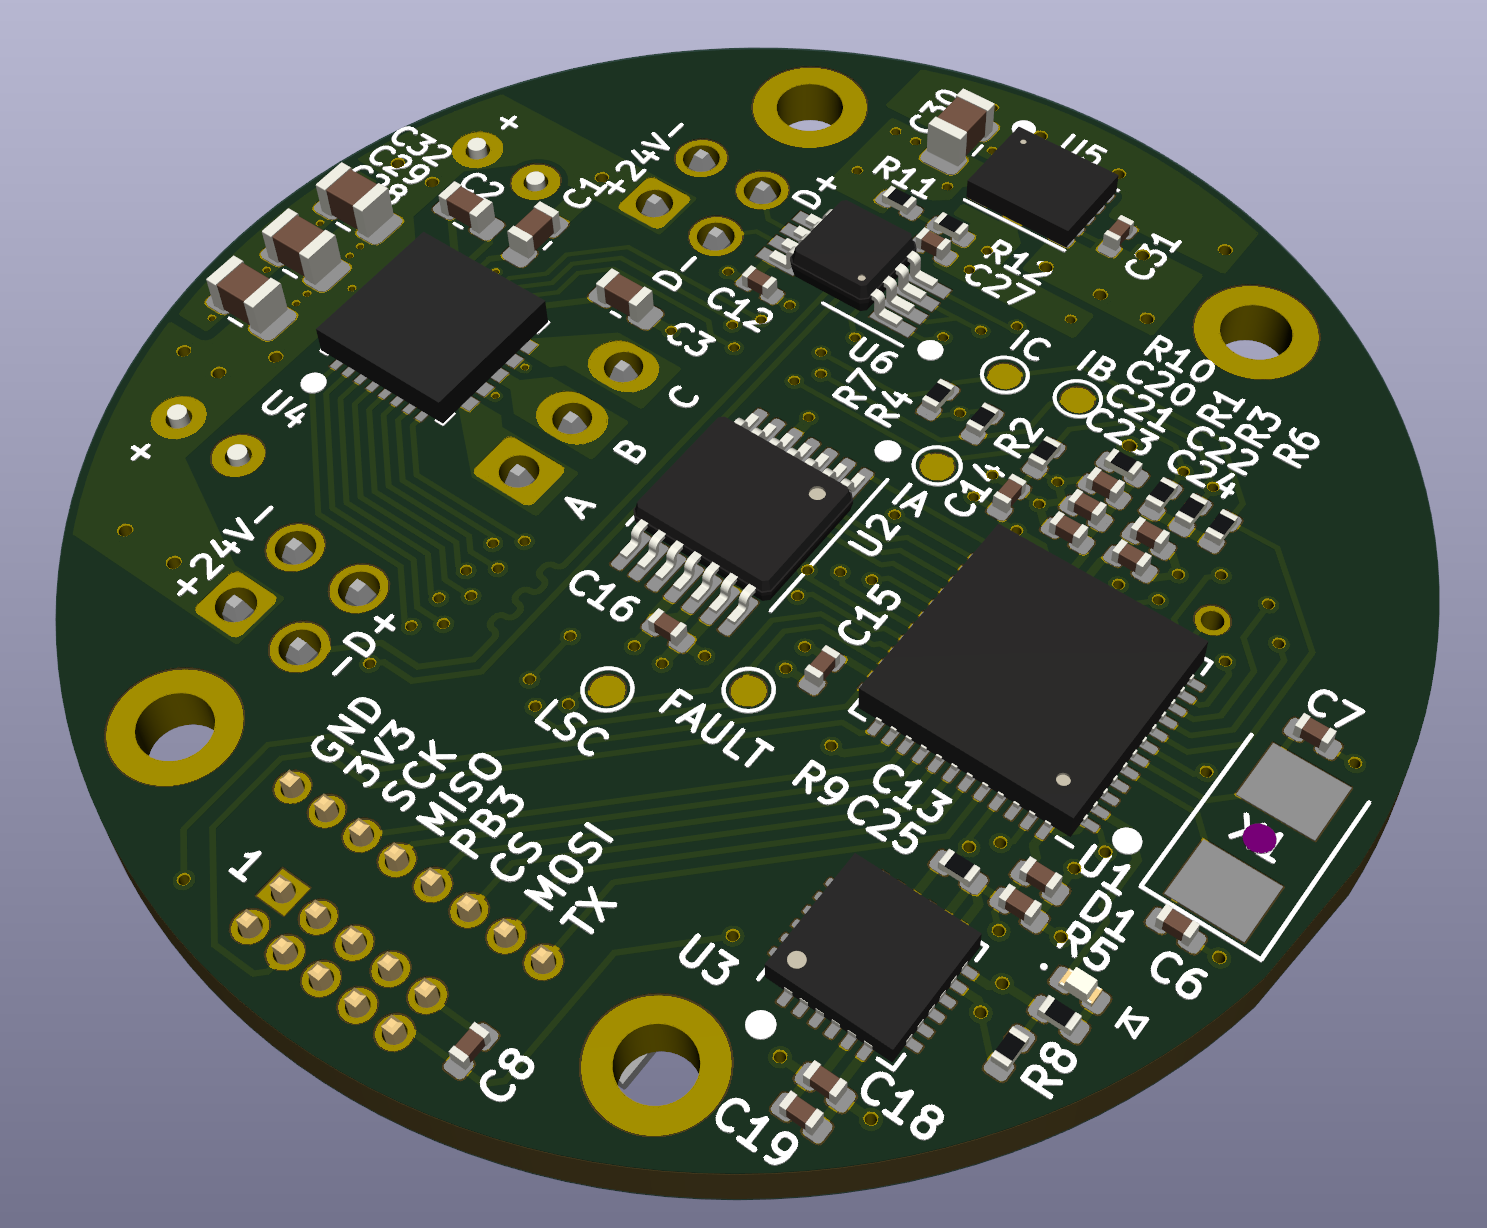 C30
U5
+
+24V-
C32
C2
C1
R11
D+
C31
R12
C27
D-
C12
C3
U6
IC
IB
R10
C20
R1
R3
R6
C21
C22
C23
C24
R7
R4
R2
C14
IA
U2
U4
C
B
A
+
+24V-
-D+
C16
C15
LSC
FAULT
GND
3V3
SCK
MISO
PB3
CS
MOSI
TX
1
C7
R9
C13
C25
U1
D1
R5
C6
U3
R8
C8
C18
C19